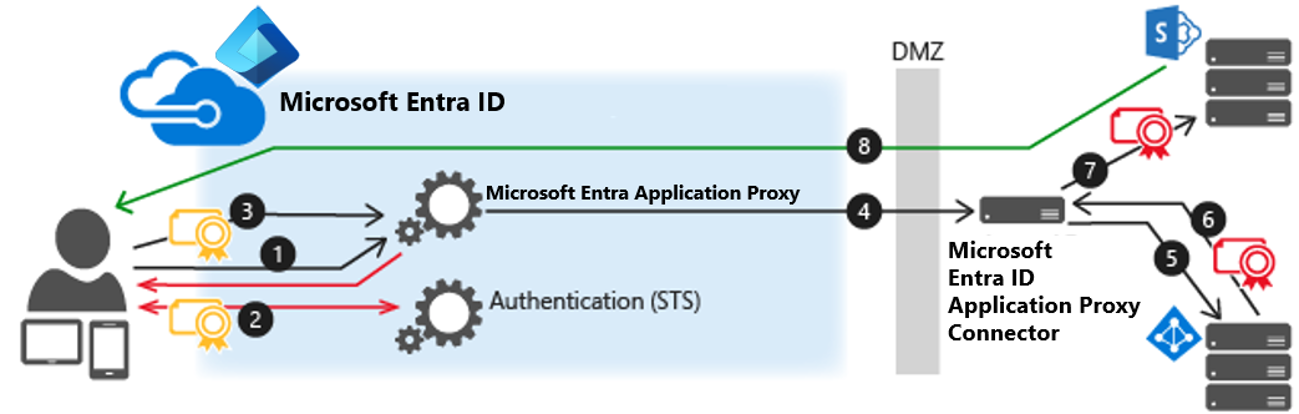 DMZ
S
Microsoft Entra ID
8
7
Microsoft Entra Application Proxy
3
4
6
1
5
Microsoft
Entra ID
Application Proxy
Connector
Authentication (STS)
2